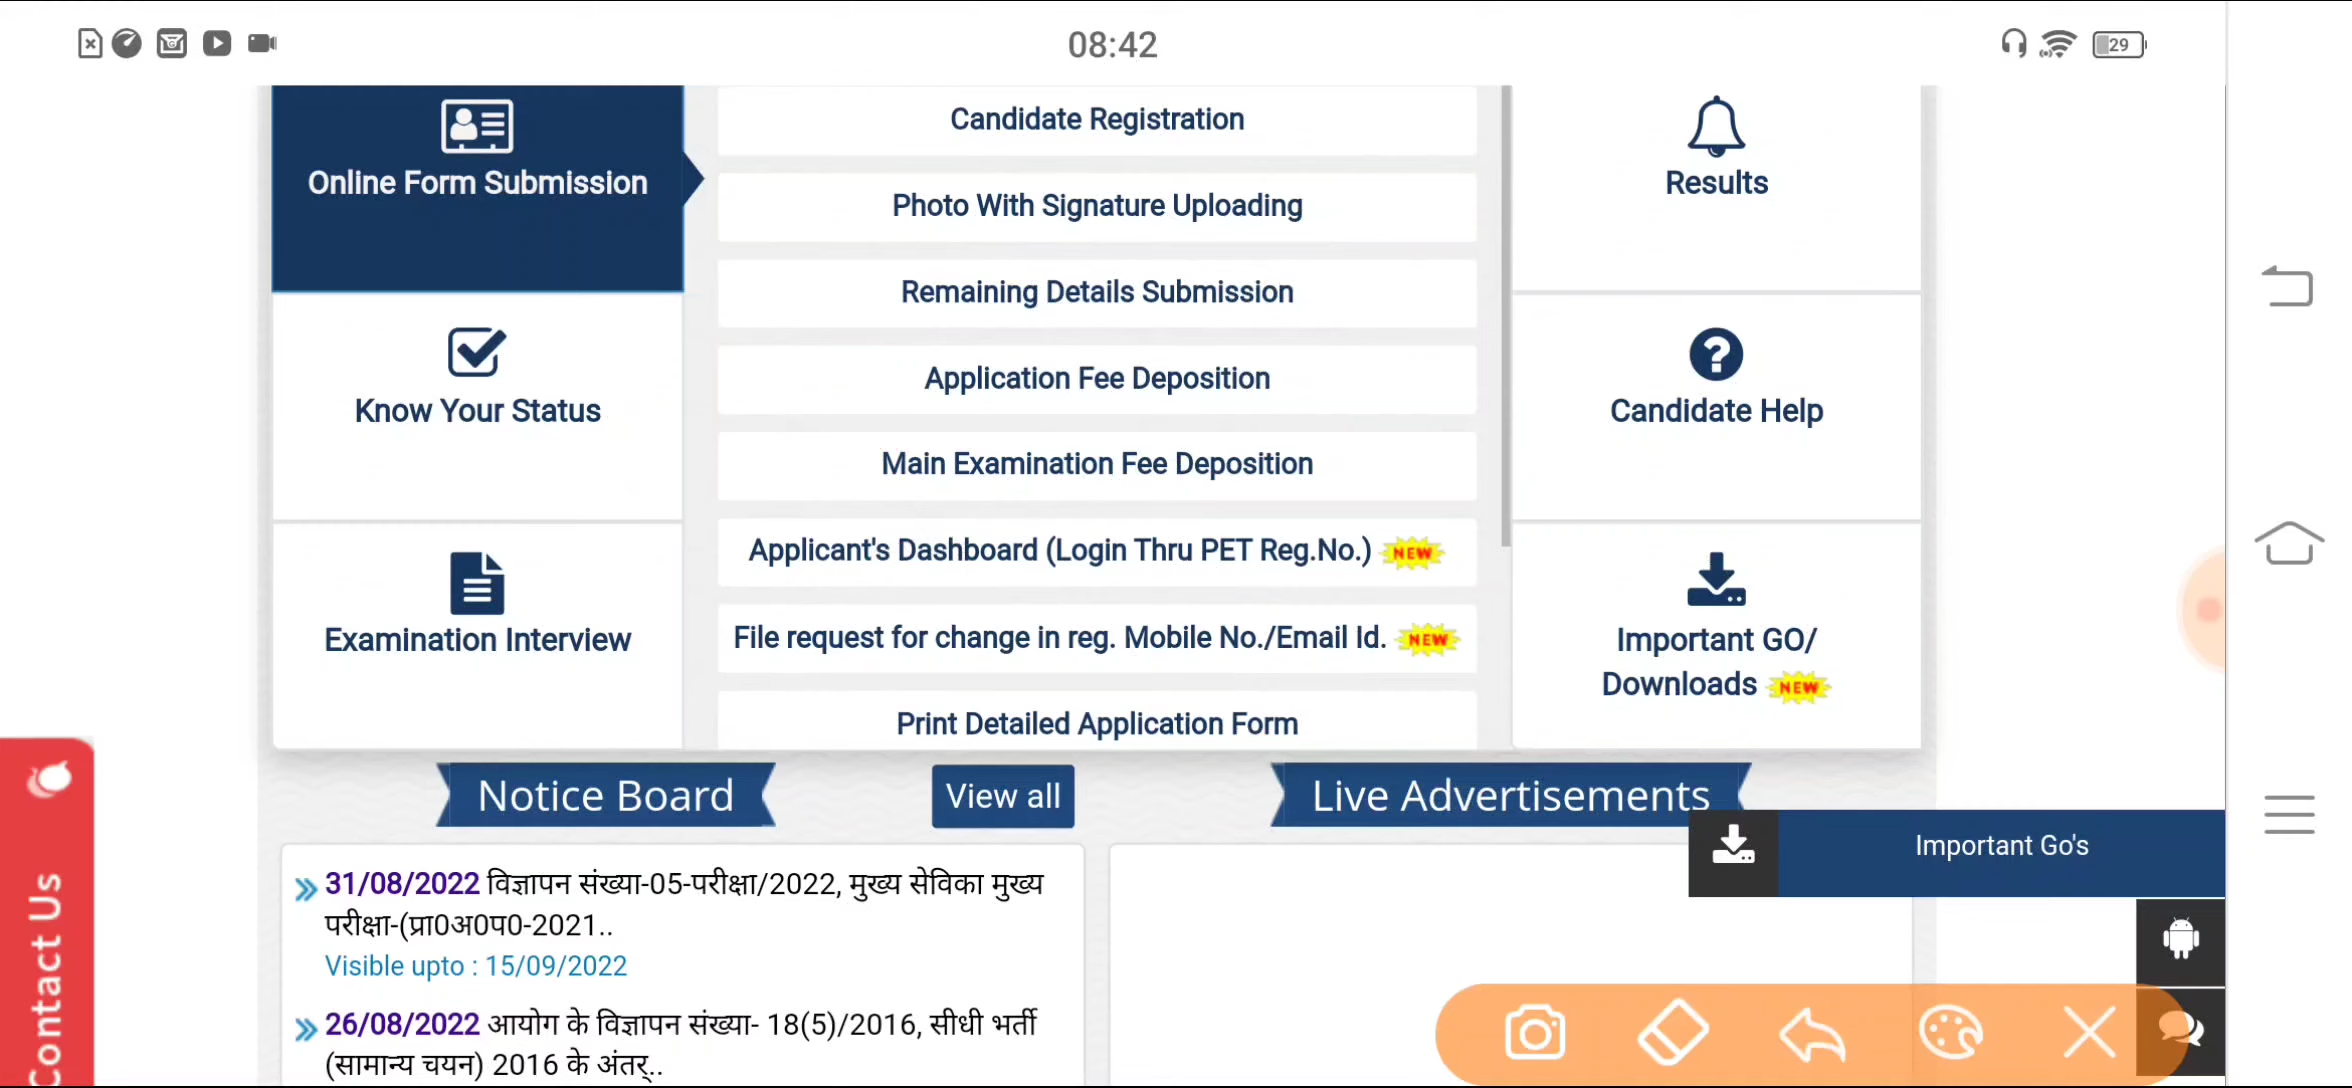 08:42
29
Online Form Submission
Know Your Status
Examination Interview
Candidate Registration
Photo With Signature Uploading
Remaining Details Submission
Application Fee Deposition
Main Examination Fee Deposition
Applicant's Dashboard (Login Thru PET Reg.No.) NEW
File request for change in reg. Mobile No./Email Id. NEW
Print Detailed Application Form
Results
Candidate Help
Important GO/
Downloads NEW
Notice Board
View all
Live Advertisements
Important Go's
Contact Us
31/08/2022 विज्ञापन संख्या-05-परीक्षा/2022, मुख्य सेविका मुख्य
परीक्षा-(प्रा0अ0प0-2021..
Visible upto : 15/09/2022
26/08/2022 आयोग के विज्ञापन संख्या- 18(5)/2016, सीधी भर्ती
(सामान्य चयन) 2016 के अंतर्..